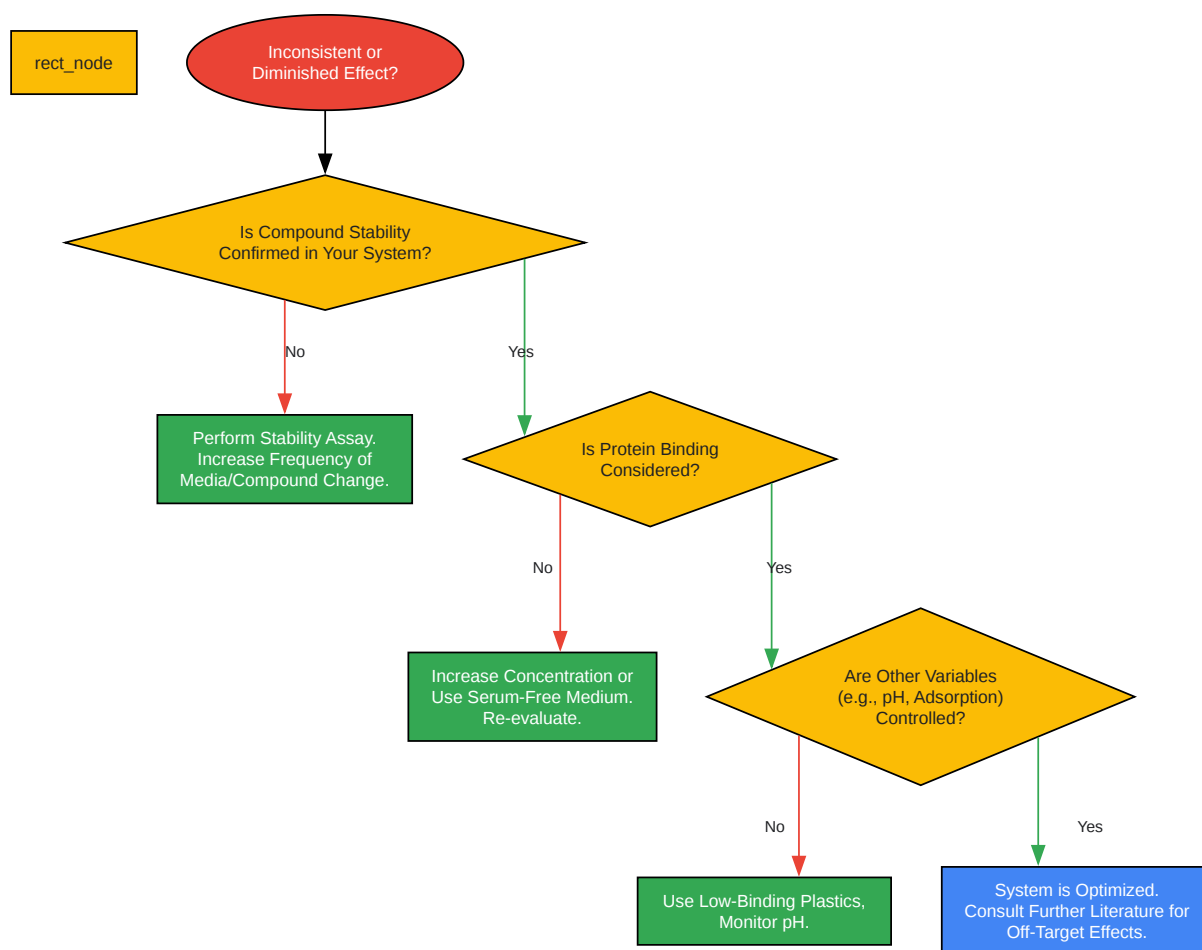 rect_node
Inconsistent or
Diminished Effect?
Is Compound Stability
Confirmed in Your System?
No
Yes
Perform Stability Assay.
Increase Frequency of
Media/Compound Change.
Is Protein Binding
Considered?
No
Yes
Increase Concentration or
Use Serum-Free Medium.
Re-evaluate.
Are Other Variables
(e.g., pH, Adsorption)
Controlled?
No
Yes
Use Low-Binding Plastics,
Monitor pH.
System is Optimized.
Consult Further Literature for
Off-Target Effects.